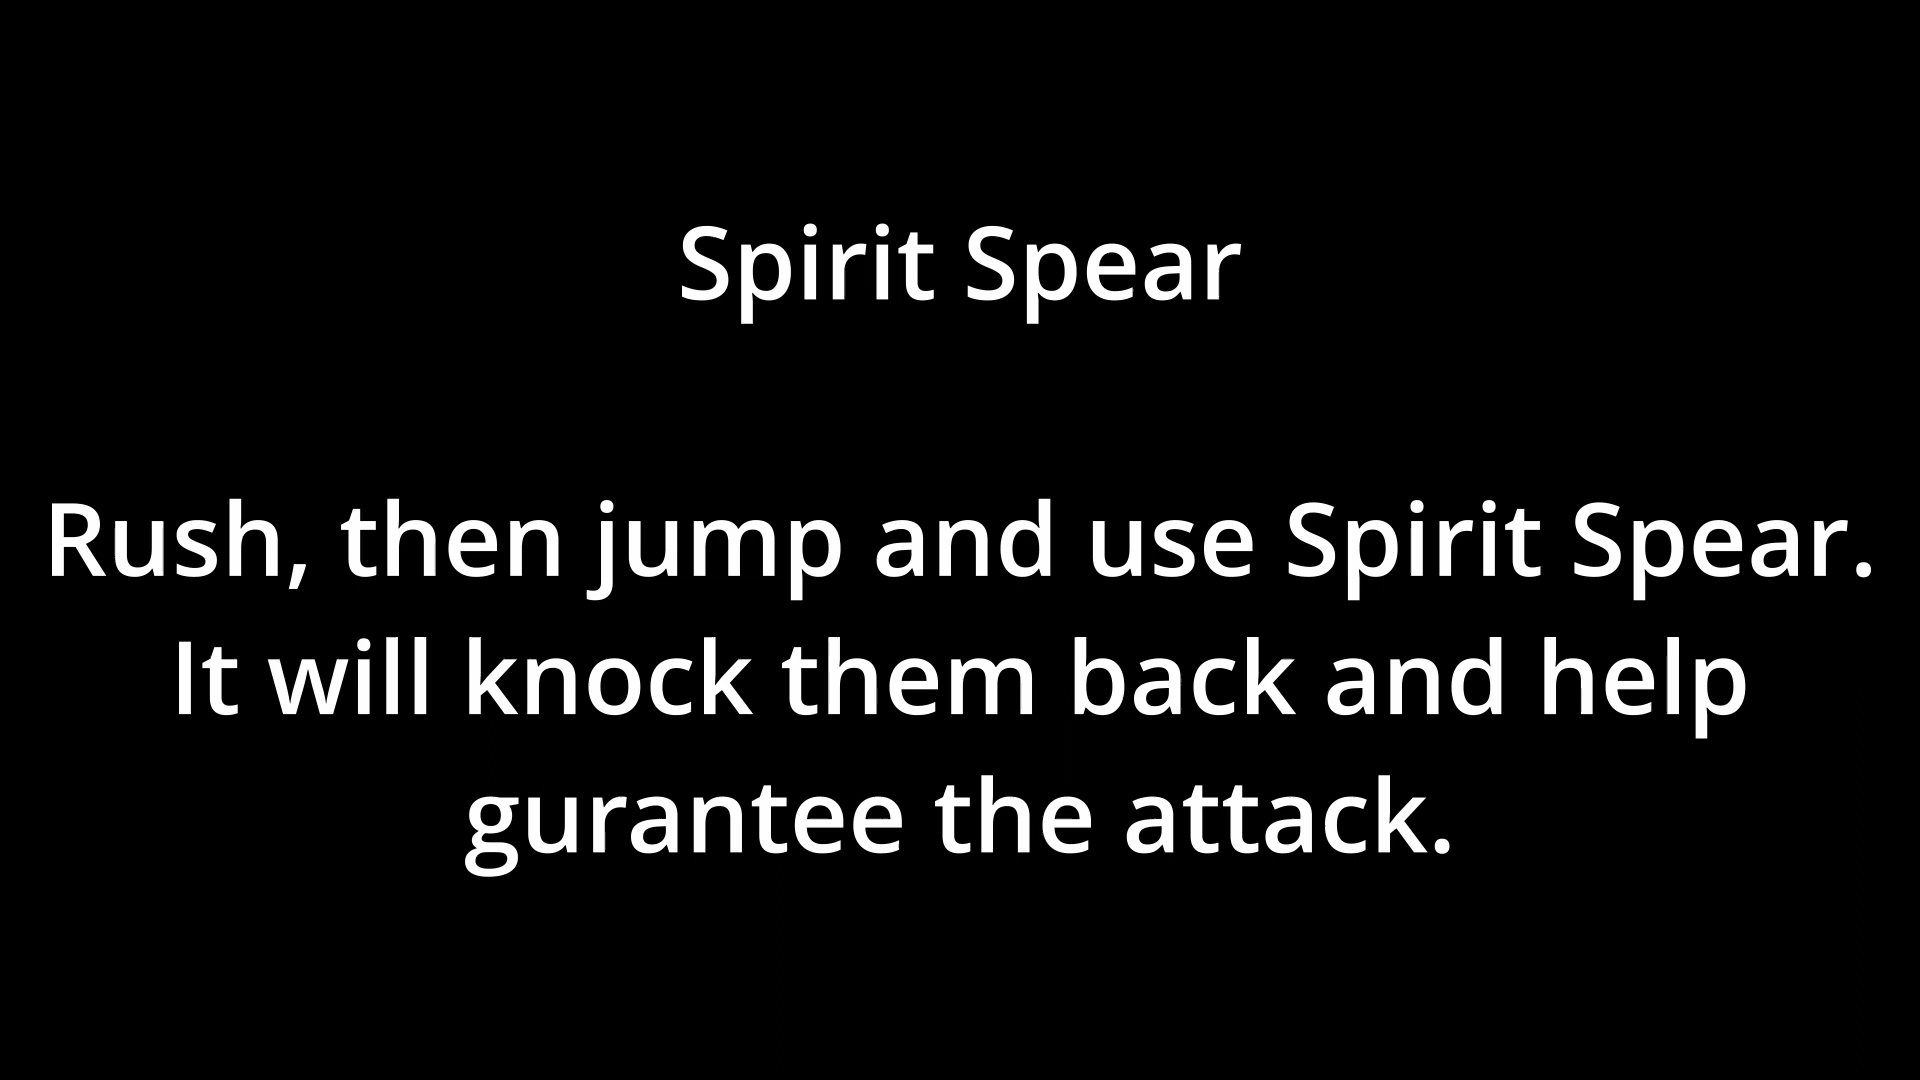 Spirit Spear
Rush, then jump and use Spirit Spear.
It will knock them back and help
gurantee the attack.